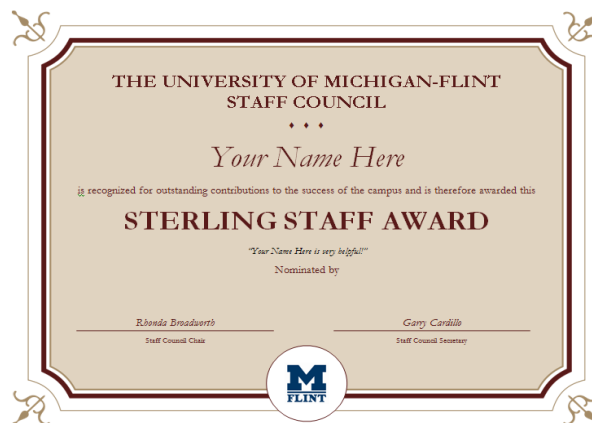 THE UNIVERSITY OF MICHIGAN-FLINT
STAFF COUNCIL
Your Name Here
is recognized for outstanding contributions to the success of the campus and is therefore awarded this
STERLING STAFF AWARD
"Your Name Here is very helpful!"
Nominated by
Rhonda Broadworth
Garry Cardillo
Staff Council Chair
Staff Council Secretary
M
FLINT